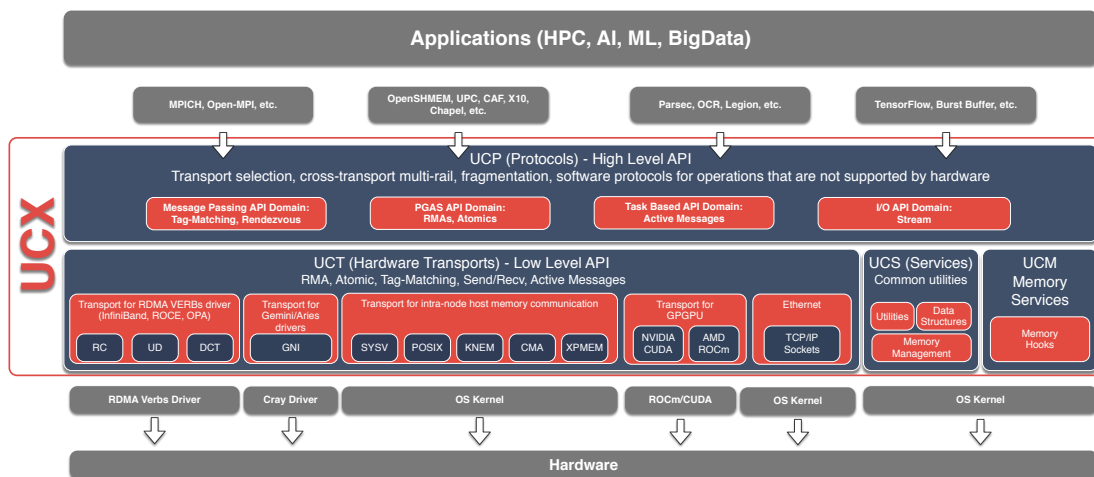 Applications (HPC, AI, ML, BigData)
MPICH, Open-MPI, etc.
OpenSHMEM, UPC, CAF, X10,
Chapel, etc.
Parsec, OCR, Legion, etc.
TensorFlow, Burst Buffer, etc.
UCX
UCP (Protocols) - High Level API
Transport selection, cross-transport multi-rail, fragmentation, software protocols for operations that are not supported by hardware
Message Passing API Domain:
Tag-Matching, Rendezvous
PGAS API Domain:
RMAs, Atomics
Task Based API Domain:
Active Messages
I/O API Domain:
Stream
UCT (Hardware Transports) - Low Level API
RMA, Atomic, Tag-Matching, Send/Recv, Active Messages
Transport for RDMA VERBs driver
(InfiniBand, ROCE, OPA)
RC
UD
DCT
Transport for
Gemini/Aries
drivers
GNI
Transport for intra-node host memory communication
SYSV
POSIX
KNEM
CMA
XPMEM
Transport for
GPGPU
NVIDIA
CUDA
AMD
ROCm
Ethernet
TCP/IP
Sockets
UCS (Services)
Common utilities
Utilities
Data
Structures
Memory
Management
UCM
Memory
Services
Memory
Hooks
RDMA Verbs Driver
Cray Driver
OS Kernel
ROCm/CUDA
OS Kernel
OS Kernel
Hardware